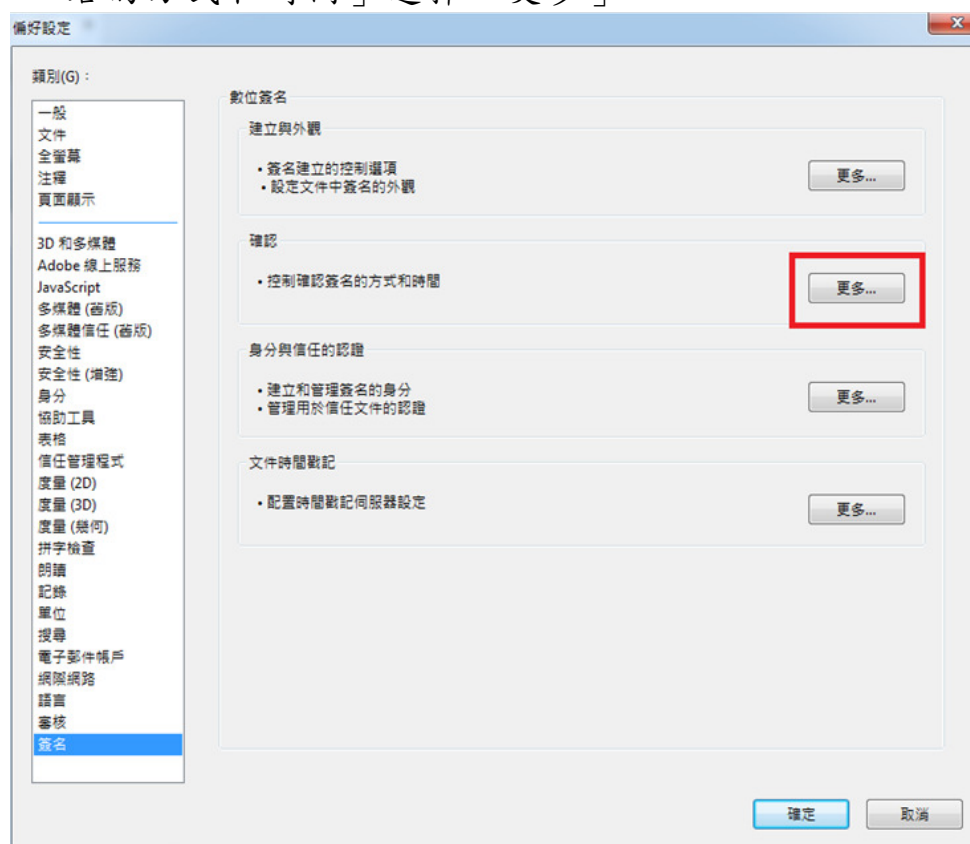 偏好設定
類別(G)：
一般
文件
全螢幕
注釋
頁面顯示
3D 和多媒體
Adobe 線上服務
JavaScript
多媒體 (舊版)
多媒體信任 (舊版)
安全性
安全性 (增強)
身分
協助工具
表格
信任管理程式
度量 (2D)
度量 (3D)
度量 (幾何)
拼字檢查
朗讀
記錄
單位
搜尋
電子郵件帳戶
網際網路
語言
審核
簽名
數位簽名
建立與外觀
• 簽名建立的控制選項
• 設定文件中簽名的外觀
更多...
確認
• 控制確認簽名的方式和時間
更多...
身分與信任的認證
• 建立和管理簽名的身分
• 管理用於信任文件的認證
更多...
文件時間戳記
• 配置時間戳記伺服器設定
更多...
確定
取消